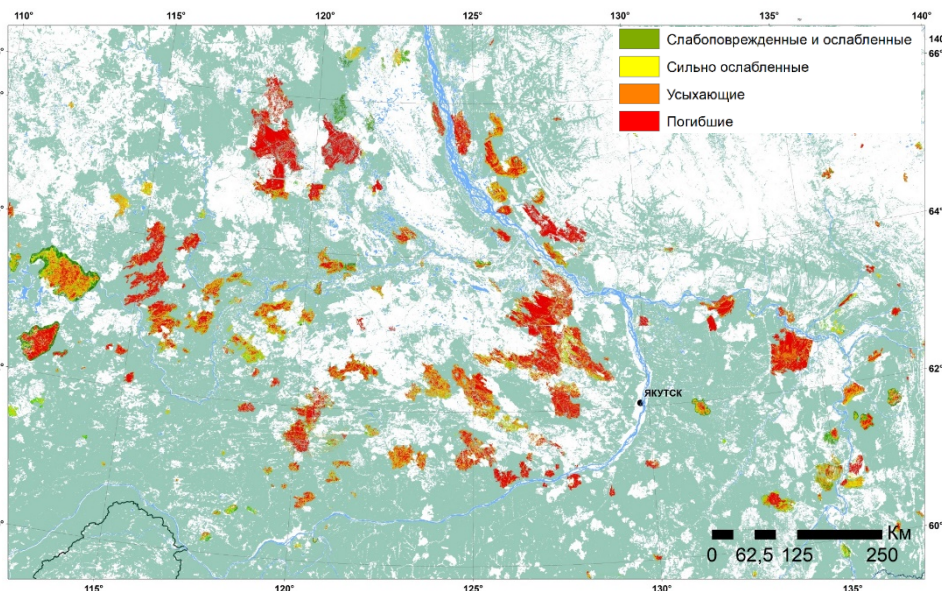 110° 115° 120° 125° 130° 135° 140°
140
66°
Слабоповрежденные и ослабленные
Сильно ослабленные
Усыхающие
Погибшие
64°
62°
ЯКУТСК
60°
Км
0 62,5 125 250
115° 120° 125° 130° 135°